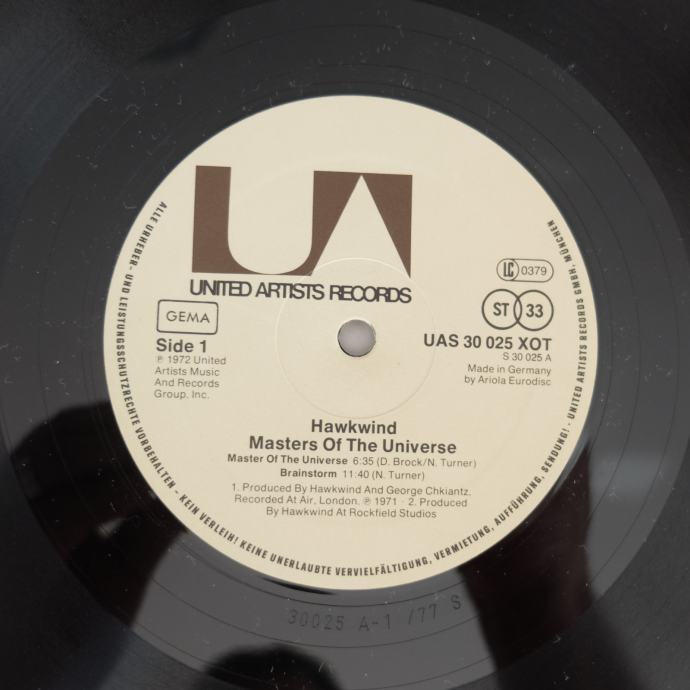 UA
UNITED ARTISTS RECORDS
GEMA
LC 0379
ST 33
Side 1
℗ 1972 United
Artists Music
And Records
Group. Inc.
UAS 30 025 XOT
S 30 025 A
Made in Germany
by Ariola Eurodisc
Hawkwind
Masters Of The Universe
Master Of The Universe 6:35 (D. Brock/N. Turner)
Brainstorm 11:40 (N. Turner)
1. Produced By Hawkwind And George Chkiantz.
Recorded At Air, London. ℗ 1971 · 2. Produced
By Hawkwind At Rockfield Studios
ALLE URHEBER- UND LEISTUNGSSCHUTZRECHTE VORBEHALTEN - KEIN VERLEIH! KEINE UNERLAUBTE VERVIELFÄLTIGUNG, VERMIETUNG, AUFFÜHRUNG, SENDUNG! · UNITED ARTISTS RECORDS GMBH, MÜNCHEN
30025 A-1 /77 S